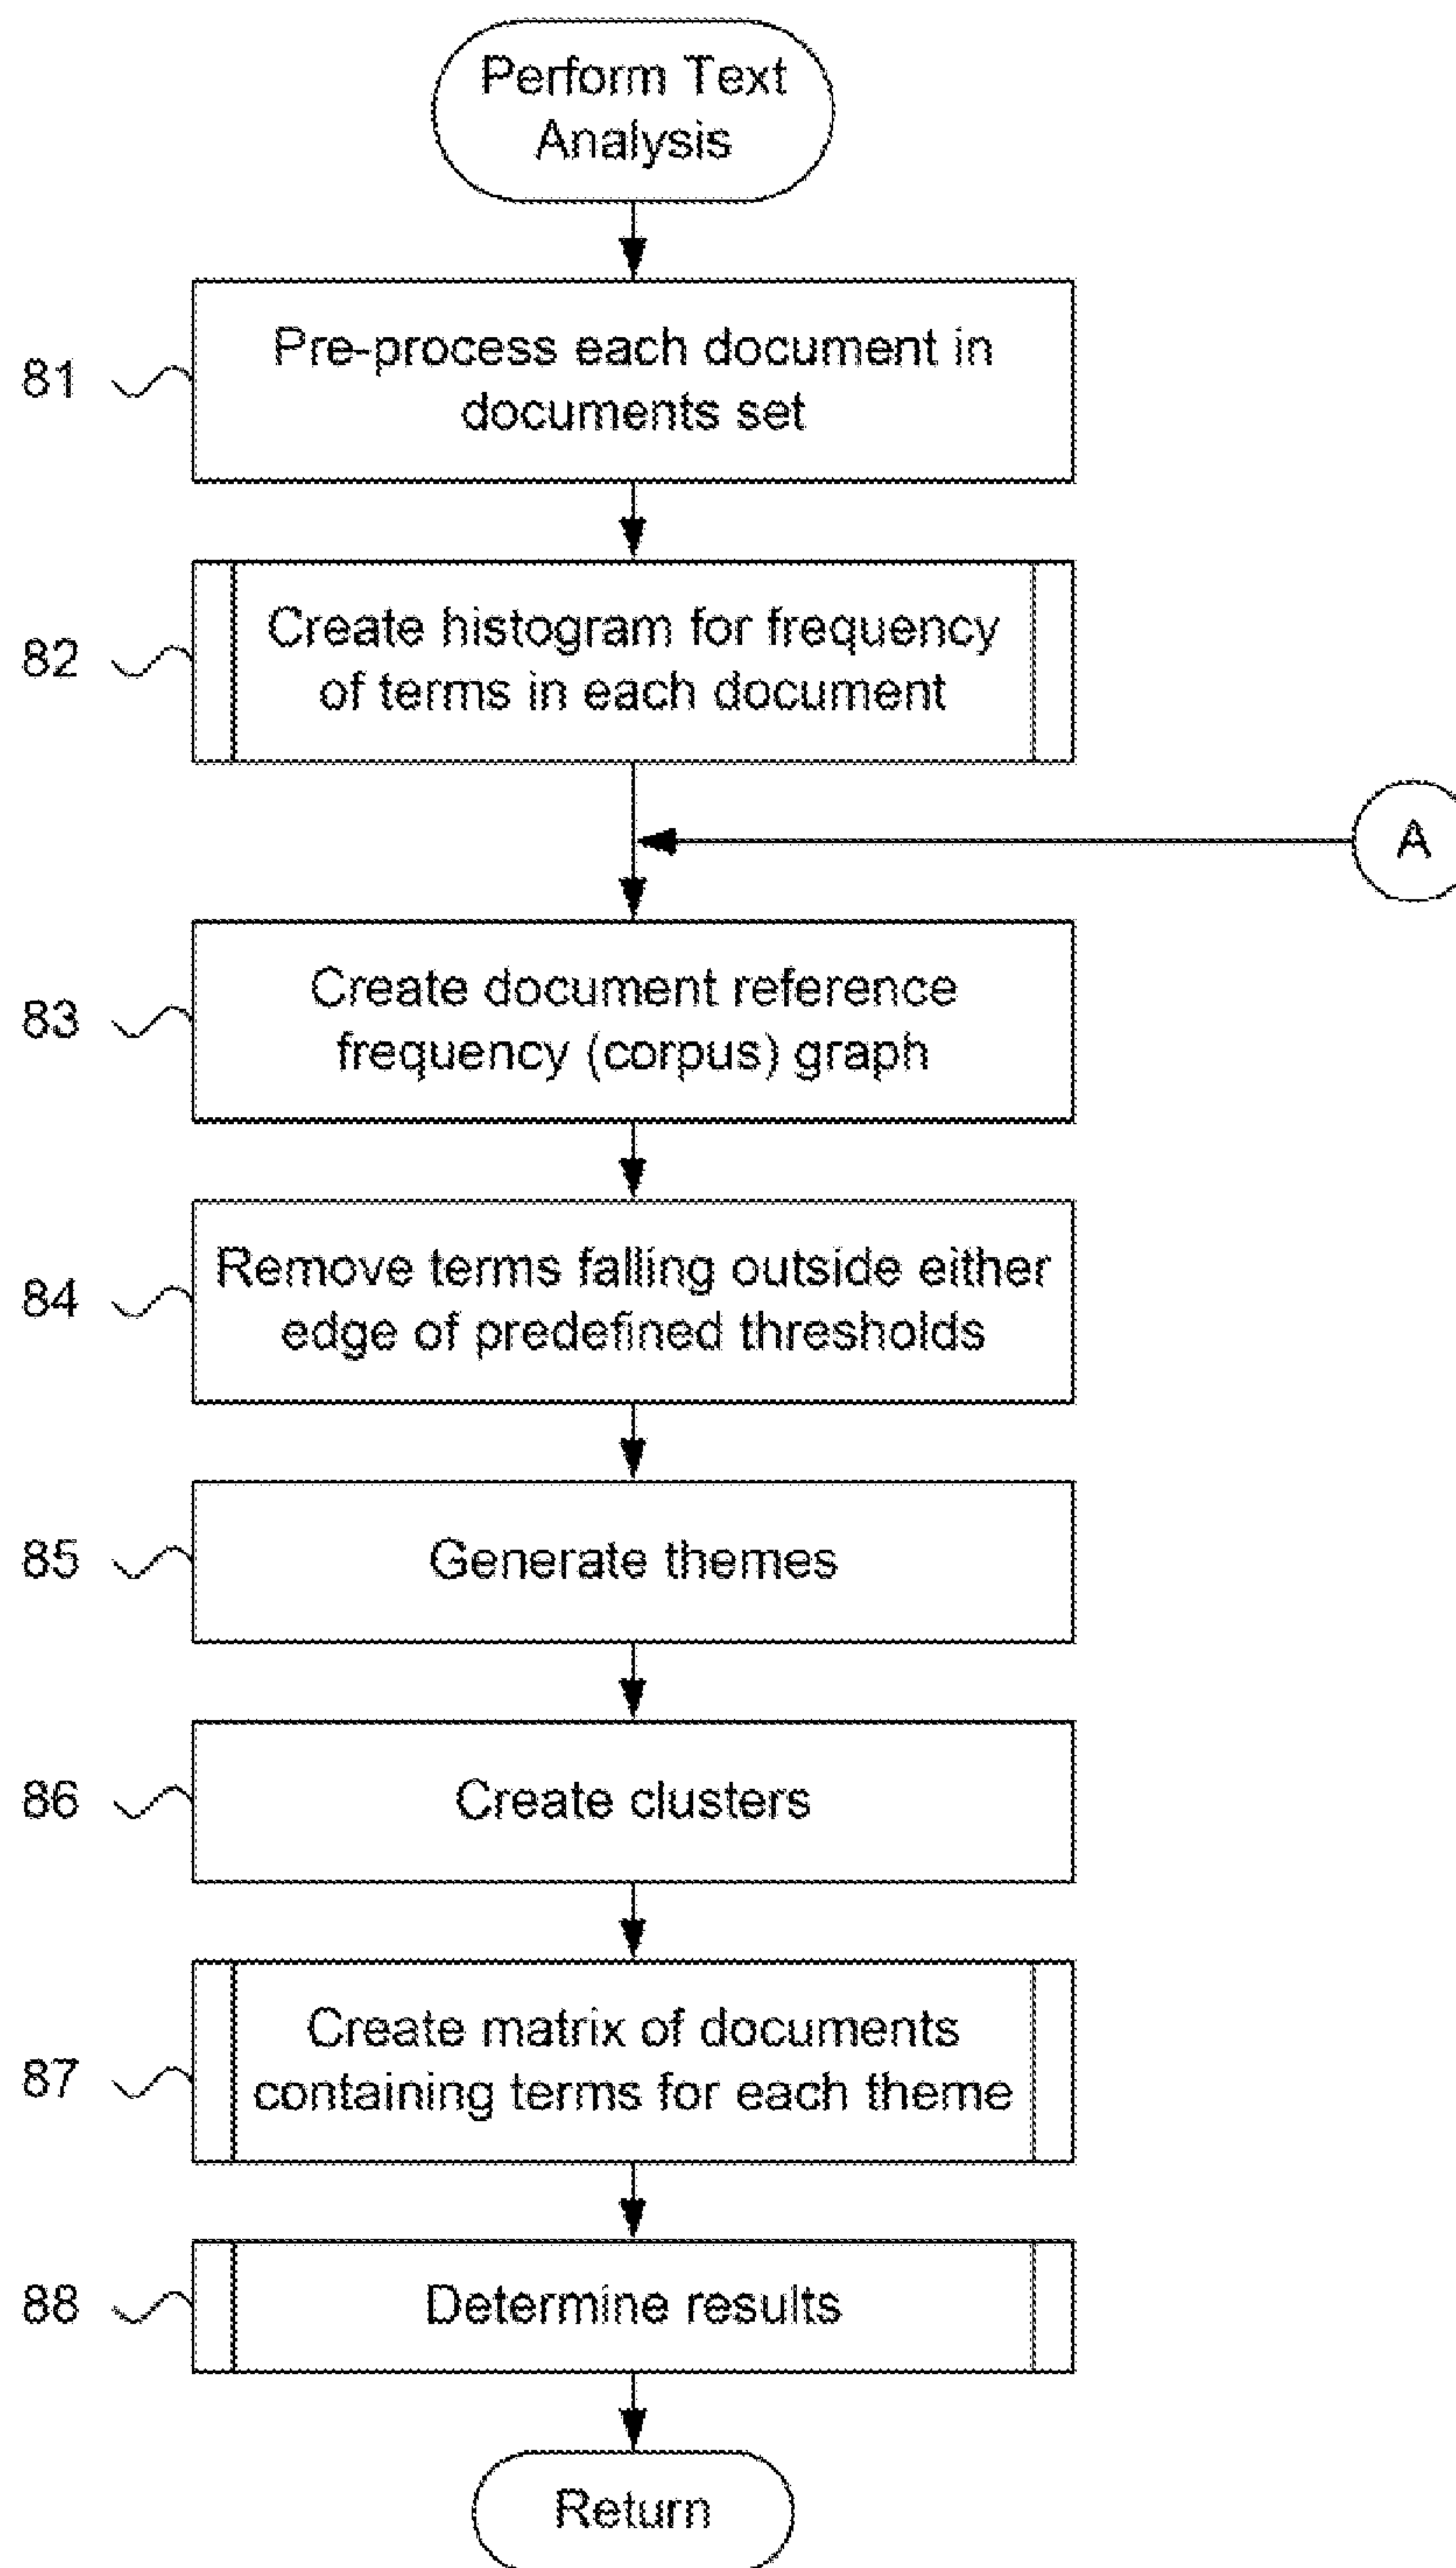 Perform Text
Analysis
81
Pre-process each document in
documents set
82
Create histogram for frequency
of terms in each document
A
83
Create document reference
frequency (corpus) graph
84
Remove terms falling outside either
edge of predefined thresholds
85
Generate themes
86
Create clusters
87
Create matrix of documents
containing terms for each theme
88
Determine results
Return